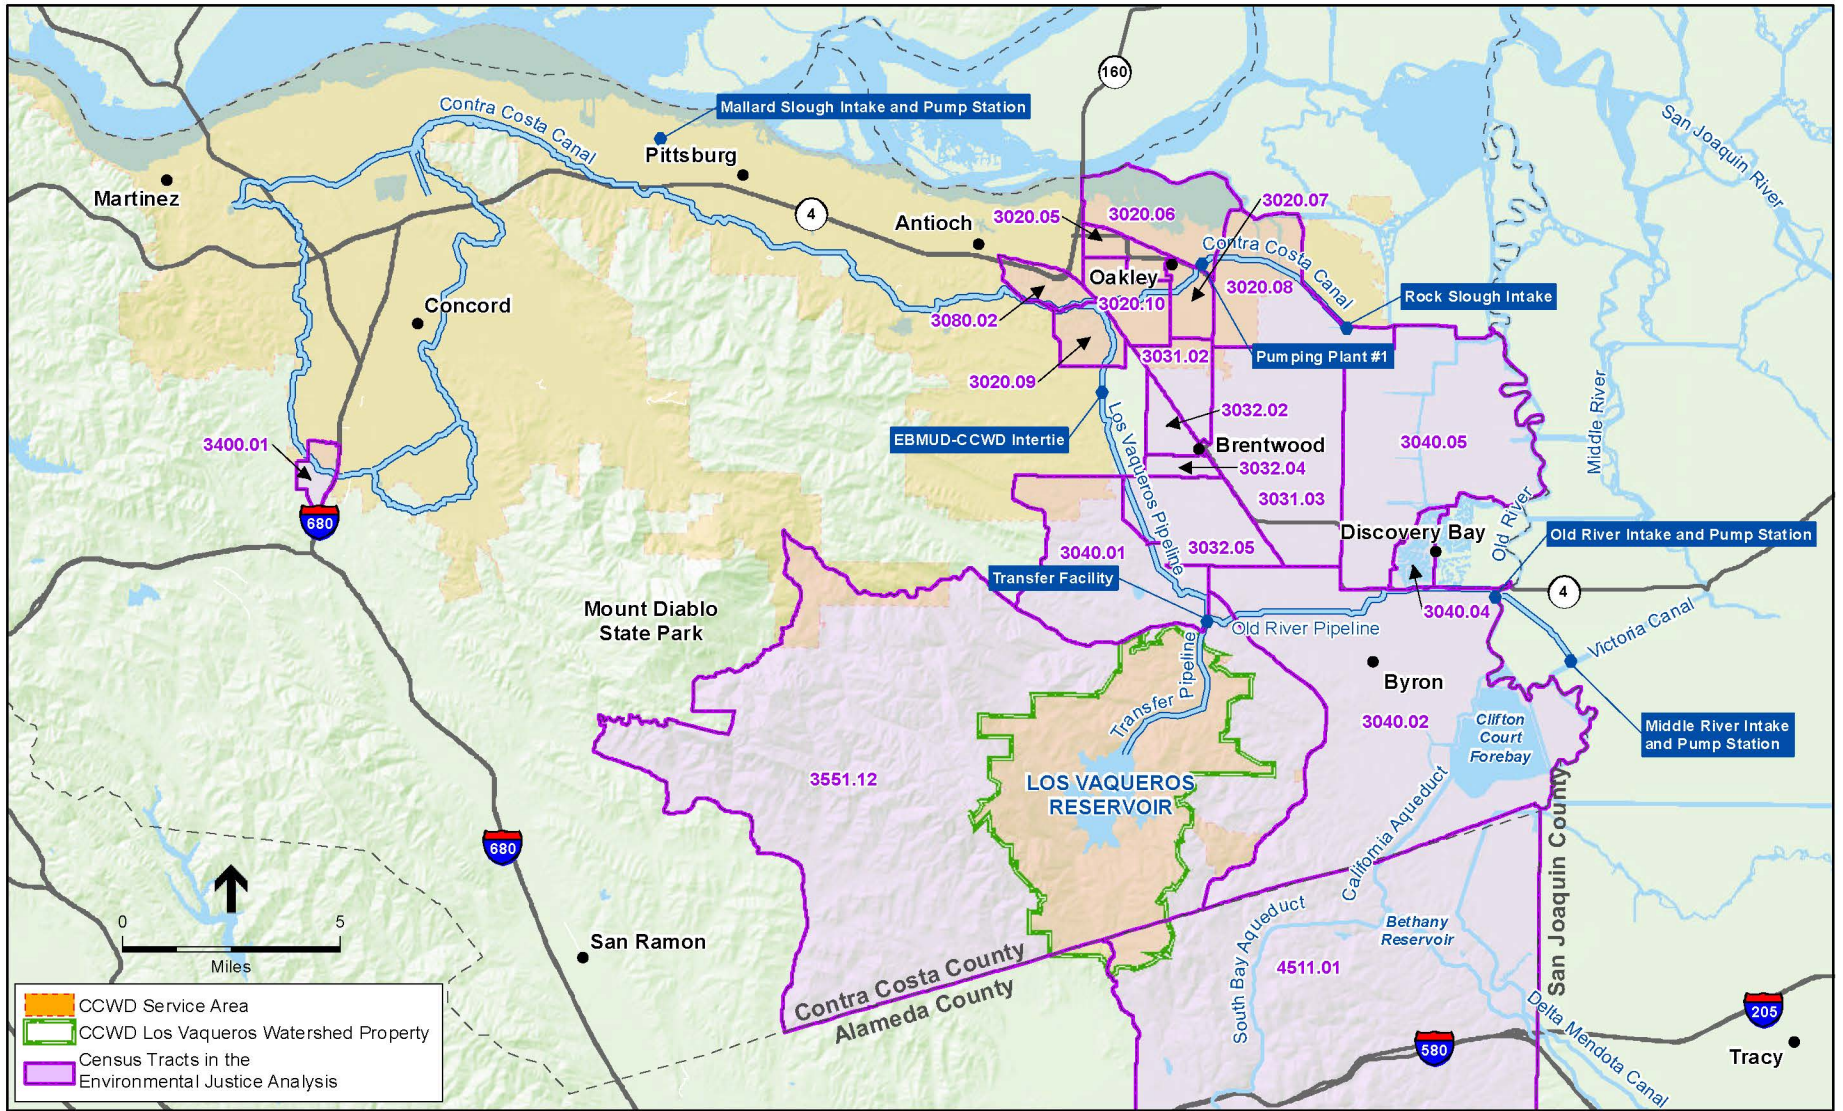 160
San Joaquin River
Contra Costa Canal
Mallard Slough Intake and Pump Station
Pittsburg
Martinez
4
Antioch
3020.05
3020.06
3020.07
Contra Costa Canal
Oakley
3020.08
3020.10
Rock Slough Intake
Concord
3080.02
Pumping Plant #1
3031.02
3020.09
Middle River
3032.02
3400.01
EBMUD-CCWD Intertie
Los Vaqueros Pipeline
Brentwood
3040.05
3032.04
3031.03
680
Old River
Discovery Bay
Old River Intake and Pump Station
3040.01
3032.05
Transfer Facility
4
Mount Diablo
State Park
3040.04
Old River Pipeline
Victoria Canal
Transfer Pipeline
Byron
3040.02
Clifton
Court
Forebay
Middle River Intake
and Pump Station
3551.12
LOS VAQUEROS
RESERVOIR
California Aqueduct
San Joaquin County
680
South Bay Aqueduct
Bethany
Reservoir
San Ramon
0
5
Miles
Contra Costa County
Alameda County
4511.01
Delta Mendota Canal
205
580
Tracy
CCWD Service Area
CCWD Los Vaqueros Watershed Property
Census Tracts in the
Environmental Justice Analysis